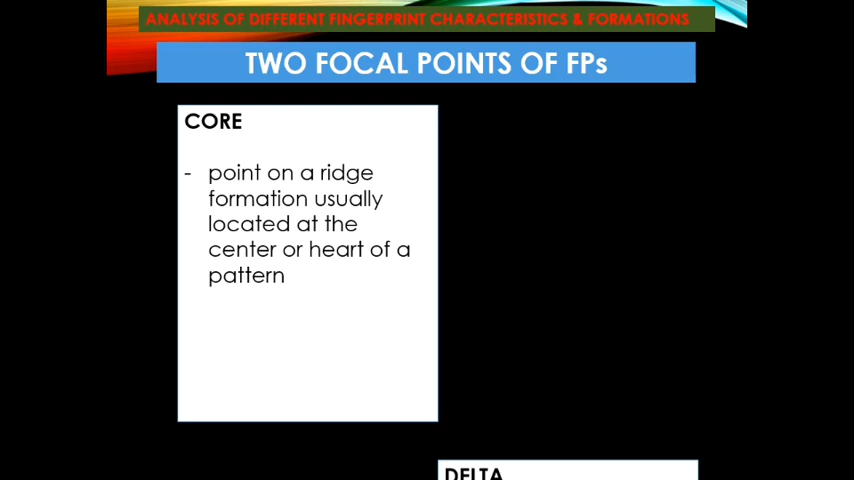 ANALYSIS OF DIFFERENT FINGERPRINT CHARACTERISTICS & FORMATIONS
TWO FOCAL POINTS OF FPs
CORE
- point on a ridge
formation usually
located at the
center or heart of a
pattern
DELTA